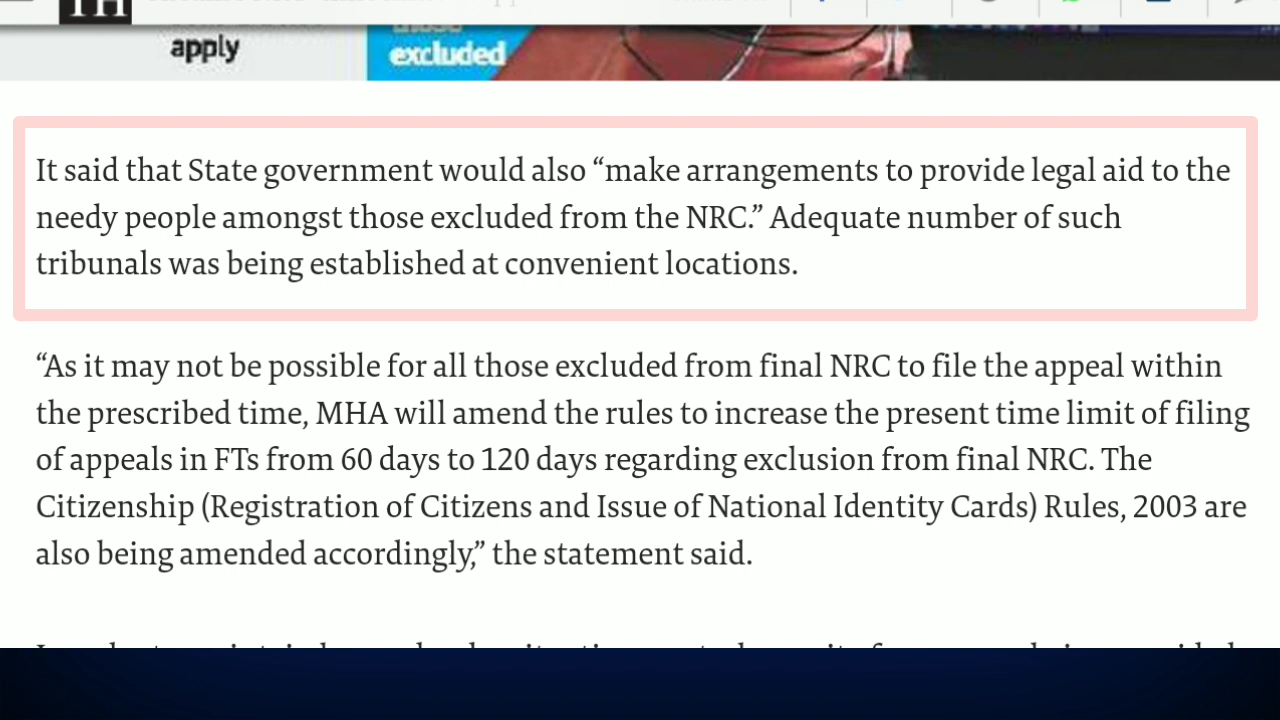 TH
apply
those
excluded
It said that State government would also “make arrangements to provide legal aid to the
needy people amongst those excluded from the NRC.” Adequate number of such
tribunals was being established at convenient locations.
“As it may not be possible for all those excluded from final NRC to file the appeal within
the prescribed time, MHA will amend the rules to increase the present time limit of filing
of appeals in FTs from 60 days to 120 days regarding exclusion from final NRC. The
Citizenship (Registration of Citizens and Issue of National Identity Cards) Rules, 2003 are
also being amended accordingly,” the statement said.